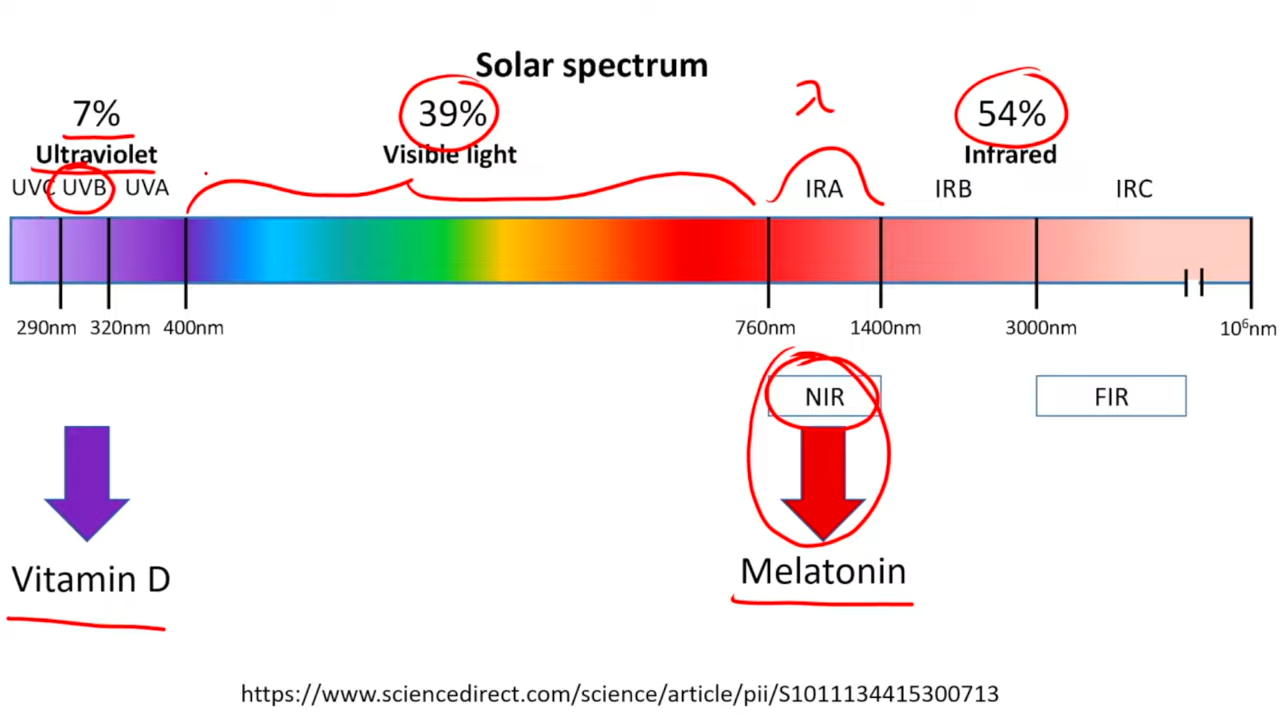 Solar spectrum
λ
7% 39% 54%
Ultraviolet Visible light Infrared
UVC UVB UVA IRA IRB IRC
290nm 320nm 400nm 760nm 1400nm 3000nm 10⁶nm
NIR FIR
Vitamin D Melatonin
https://www.sciencedirect.com/science/article/pii/S1011134415300713